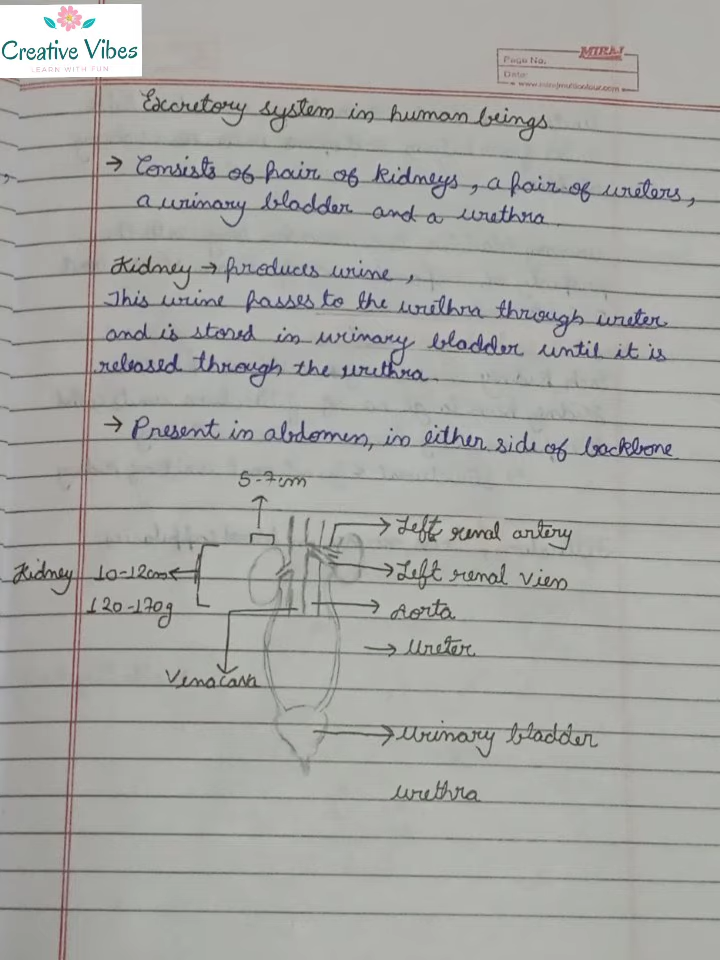 Creative Vibes
LEARN WITH FUN
MIRAJ
Page No.
Date:
www.mirajmulticolour.com
Excretory system in human beings
→ Consists of pair of kidneys, a pair of ureters,
a urinary bladder and a urethra.
Kidney → produces urine,
This urine passes to the urethra through ureter
and is stored in urinary bladder until it is
released through the urethra.
→ Present in abdomen, in either side of backbone
5-7cm
Left renal artery
Kidney 10-12cm
Left renal vien
120-170g
Aorta
Ureter
Venacava
Urinary bladder
urethra